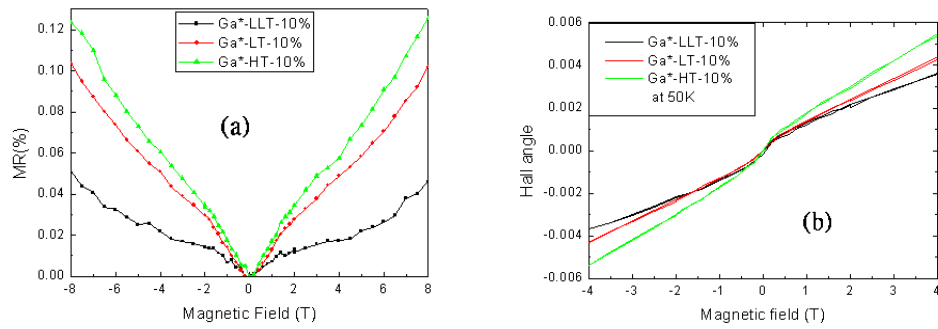 0.12
0.10
0.08
0.06
0.04
0.02
0.00
MR(%)
Ga*-LLT-10%
Ga*-LT-10%
Ga*-HT-10%
(a)
-8 -6 -4 -2 0 2 4 6 8
Magnetic Field (T)
0.006
0.004
0.002
0.000
-0.002
-0.004
-0.006
Hall angle
Ga*-LLT-10%
Ga*-LT-10%
Ga*-HT-10%
at 50K
(b)
-4 -3 -2 -1 0 1 2 3 4
Magnetic field (T)